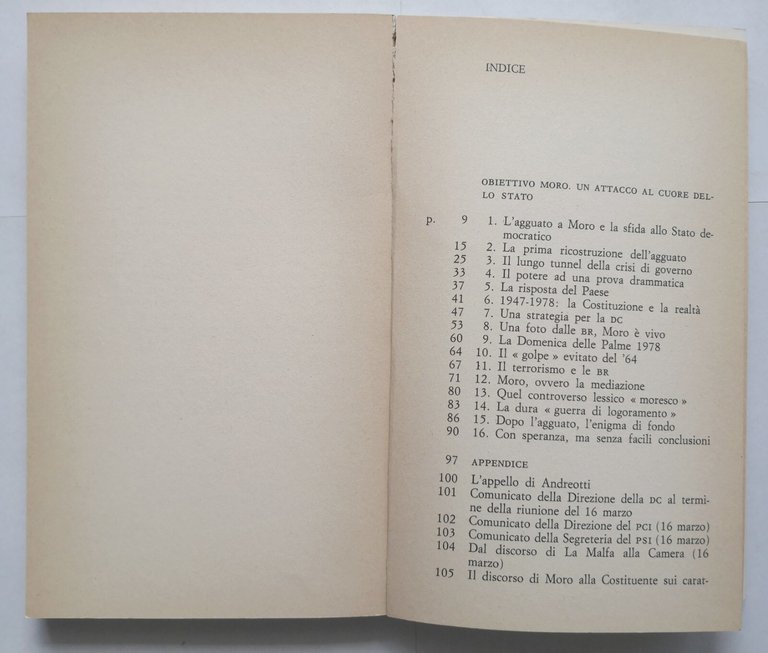 INDICE
OBIETTIVO MORO. UN ATTACCO AL CUORE DEL-
LO STATO
p. 9 1. L'agguato a Moro e la sfida allo Stato de-
mocratico
15 2. La prima ricostruzione dell'agguato
25 3. Il lungo tunnel della crisi di governo
33 4. Il potere ad una prova drammatica
37 5. La risposta del Paese
41 6. 1947-1978: la Costituzione e la realtà
47 7. Una strategia per la DC
53 8. Una foto dalle BR, Moro è vivo
60 9. La Domenica delle Palme 1978
64 10. Il « golpe » evitato del '64
67 11. Il terrorismo e le BR
71 12. Moro, ovvero la mediazione
80 13. Quel controverso lessico « moresco »
83 14. La dura « guerra di logoramento »
86 15. Dopo l'agguato, l'enigma di fondo
90 16. Con speranza, ma senza facili conclusioni
97 APPENDICE
100 L'appello di Andreotti
101 Comunicato della Direzione della DC al termi-
ne della riunione del 16 marzo
102 Comunicato della Direzione del PCI (16 marzo)
103 Comunicato della Segreteria del PSI (16 marzo)
104 Dal discorso di La Malfa alla Camera (16
marzo)
105 Il discorso di Moro alla Costituente sui carat-